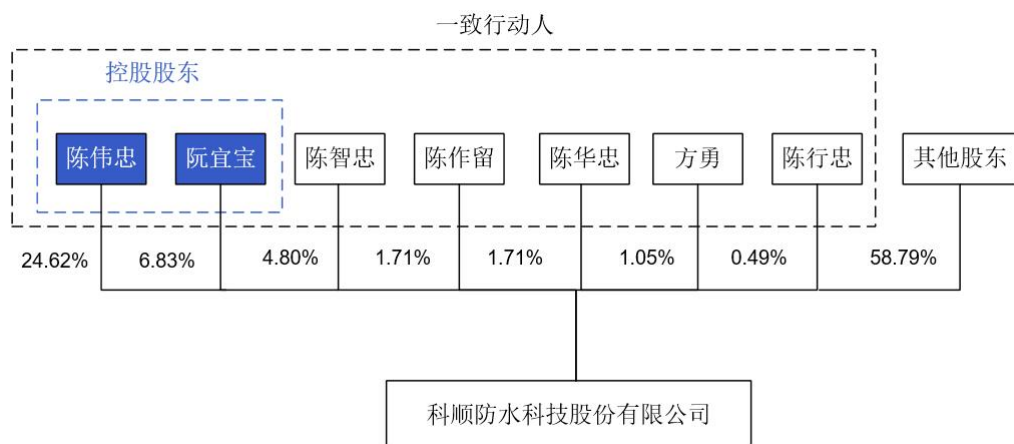 一致行动人
控股股东
陈伟忠
阮宜宝
陈智忠
陈作留
陈华忠
方勇
陈行忠
其他股东
24.62%
6.83%
4.80%
1.71%
1.71%
1.05%
0.49%
58.79%
科顺防水科技股份有限公司